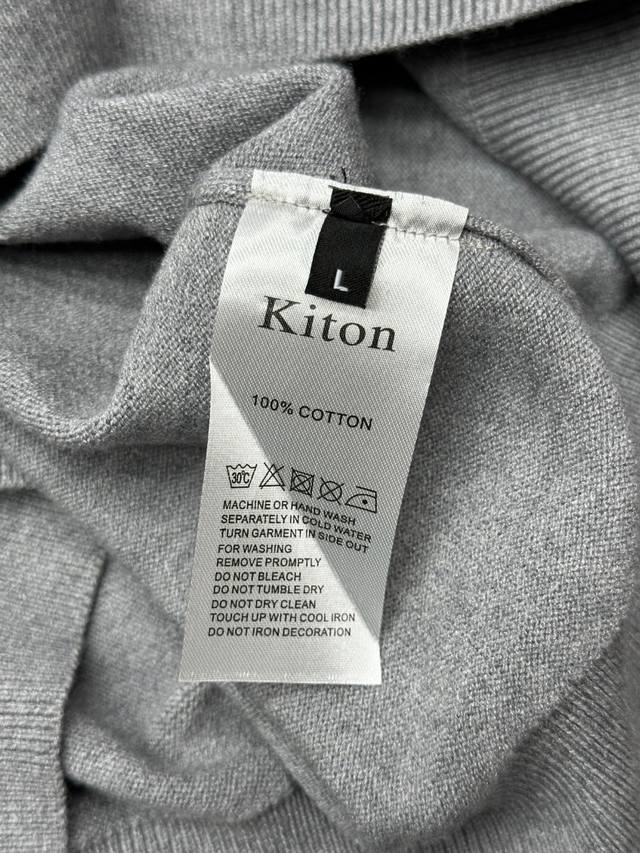 L
Kiton
100% COTTON
30°C
MACHINE OR HAND WASH
SEPARATELY IN COLD WATER
TURN GARMENT IN SIDE OUT
FOR WASHING
REMOVE PROMPTLY
DO NOT BLEACH
DO NOT TUMBLE DRY
DO NOT DRY CLEAN
TOUCH UP WITH COOL IRON
DO NOT IRON DECORATION